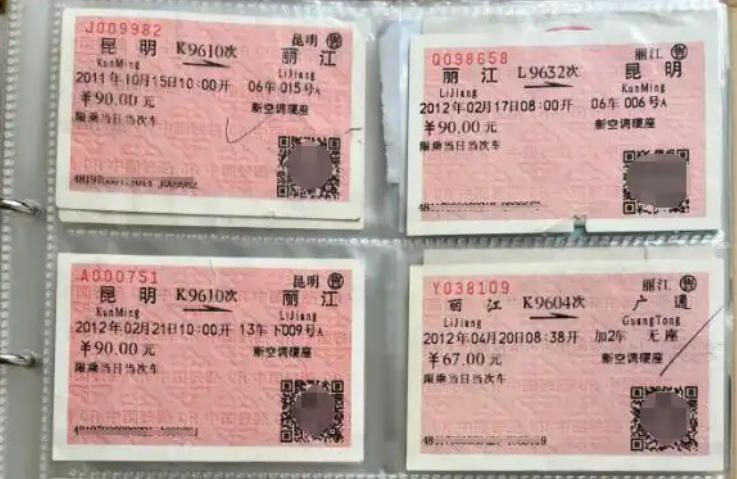 J009982
昆明 售
昆 明 K9610次 丽 江
KunMing LiJiang
2011年10月15日10:00开 06车015号A
￥90.00元 新空调硬座
限乘当日当次车
Q098658
丽江 售
丽 江 L9632次 昆 明
LiJiang KunMing
2012年02月17日08:00开 06车006号A
￥90.00元 新空调硬座
限乘当日当次车
A000751
昆明 售
昆 明 K9610次 丽 江
KunMing LiJiang
2012年02月21日10:00开 13车下009号A
￥90.00元 新空调硬座
限乘当日当次车
Y038109
丽江 售
丽 江 K9604次 广 通
LiJiang GuangTong
2012年04月20日08:38开 加2车 无座
￥67.00元 新空调硬座
限乘当日当次车